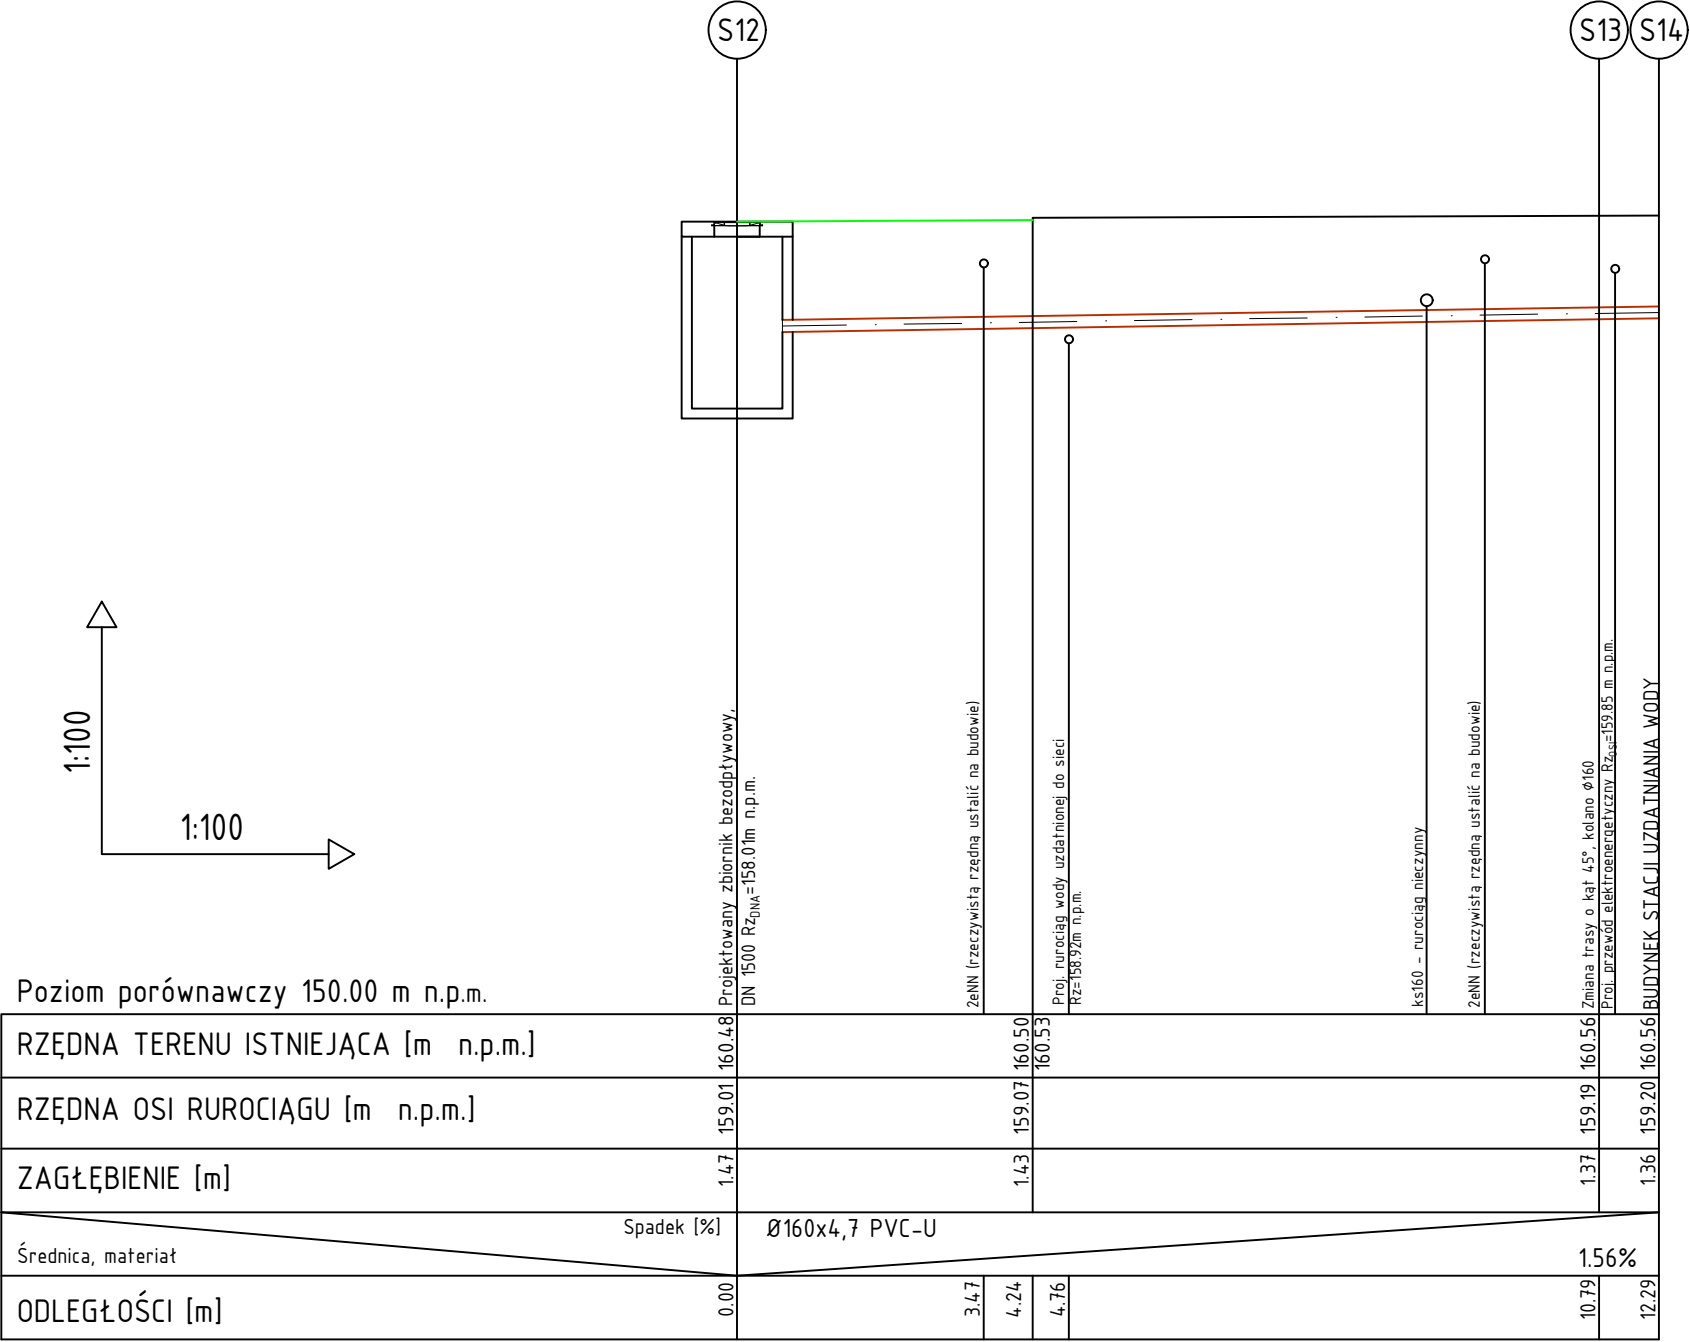 S12
S13
S14
1:100
1:100
Projektowany zbiornik bezodpływowy,
DN 1500 RzDNA=158.01m n.p.m.
2eNN (rzeczywistą rzędną ustalić na budowie)
Proj. rurociąg wody uzdatnionej do sieci
Rz=158.92m n.p.m.
ks160 - rurociąg nieczynny
2eNN (rzeczywistą rzędną ustalić na budowie)
Zmiana trasy o kąt 45°, kolano Ø160
Proj. przewód elektroenergetyczny Rzosi=159.85 m n.p.m.
BUDYNEK STACJI UZDATNIANIA WODY
Poziom porównawczy 150.00 m n.p.m.
RZĘDNA TERENU ISTNIEJĄCA [m n.p.m.] 160.48 160.50 160.53 160.56 160.56
RZĘDNA OSI RUROCIĄGU [m n.p.m.] 159.01 159.07 159.19 159.20
ZAGŁĘBIENIE [m] 1.47 1.43 1.37 1.36
Spadek [%] Ø160x4,7 PVC-U
Średnica, materiał 1.56%
ODLEGŁOŚCI [m] 0.00 3.47 4.24 4.76 10.79 12.29